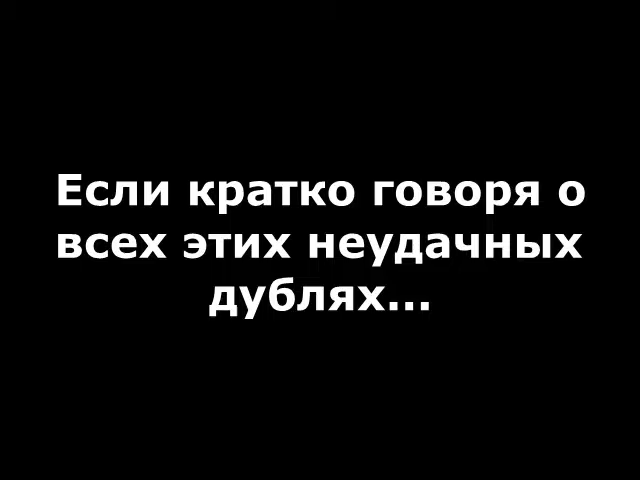 Если кратко говоря о
всех этих неудачных
дублях...